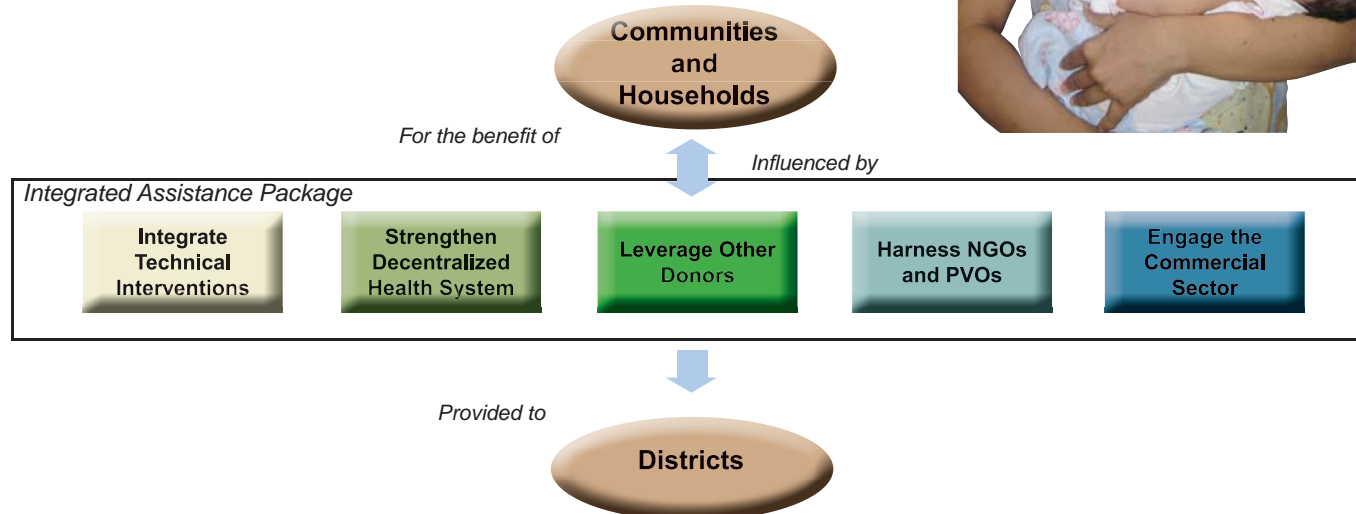 Communities
and
Households
For the benefit of
Influenced by
Integrated Assistance Package
Integrate
Technical
Interventions
Strengthen
Decentralized
Health System
Leverage Other
Donors
Harness NGOs
and PVOs
Engage the
Commercial
Sector
Provided to
Districts